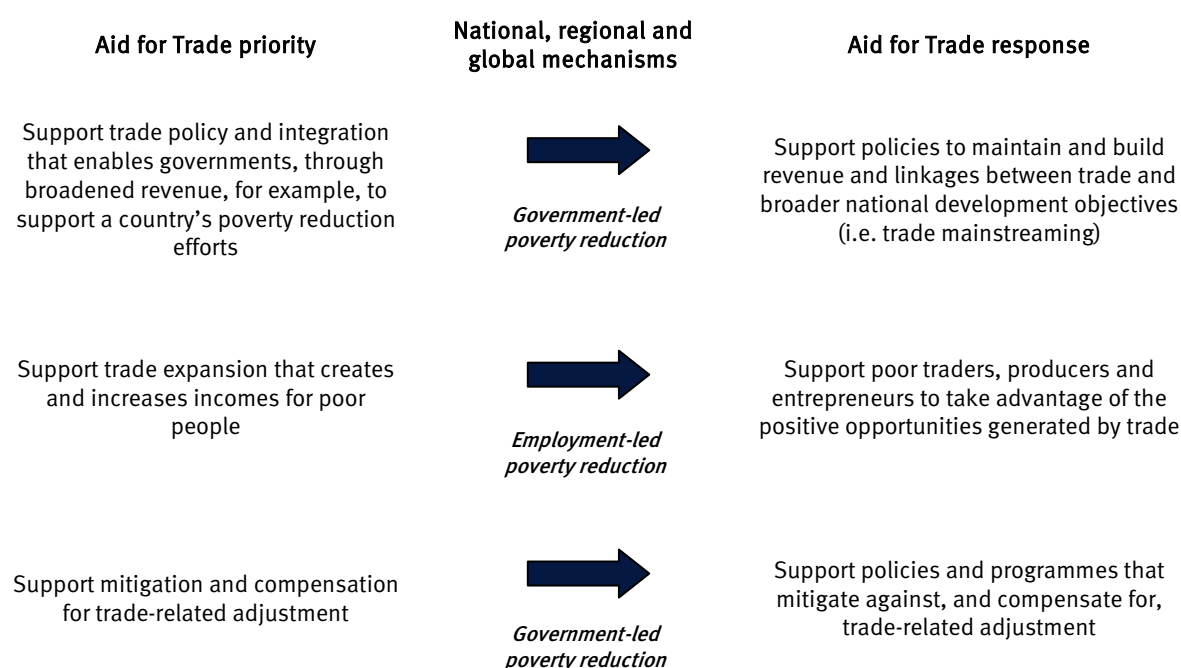 Aid for Trade priority
National, regional and
global mechanisms
Aid for Trade response
Support trade policy and integration
that enables governments, through
broadened revenue, for example, to
support a country’s poverty reduction
efforts
Government-led
poverty reduction
Support policies to maintain and build
revenue and linkages between trade and
broader national development objectives
(i.e. trade mainstreaming)
Support trade expansion that creates
and increases incomes for poor
people
Employment-led
poverty reduction
Support poor traders, producers and
entrepreneurs to take advantage of the
positive opportunities generated by trade
Support mitigation and compensation
for trade-related adjustment
Government-led
poverty reduction
Support policies and programmes that
mitigate against, and compensate for,
trade-related adjustment